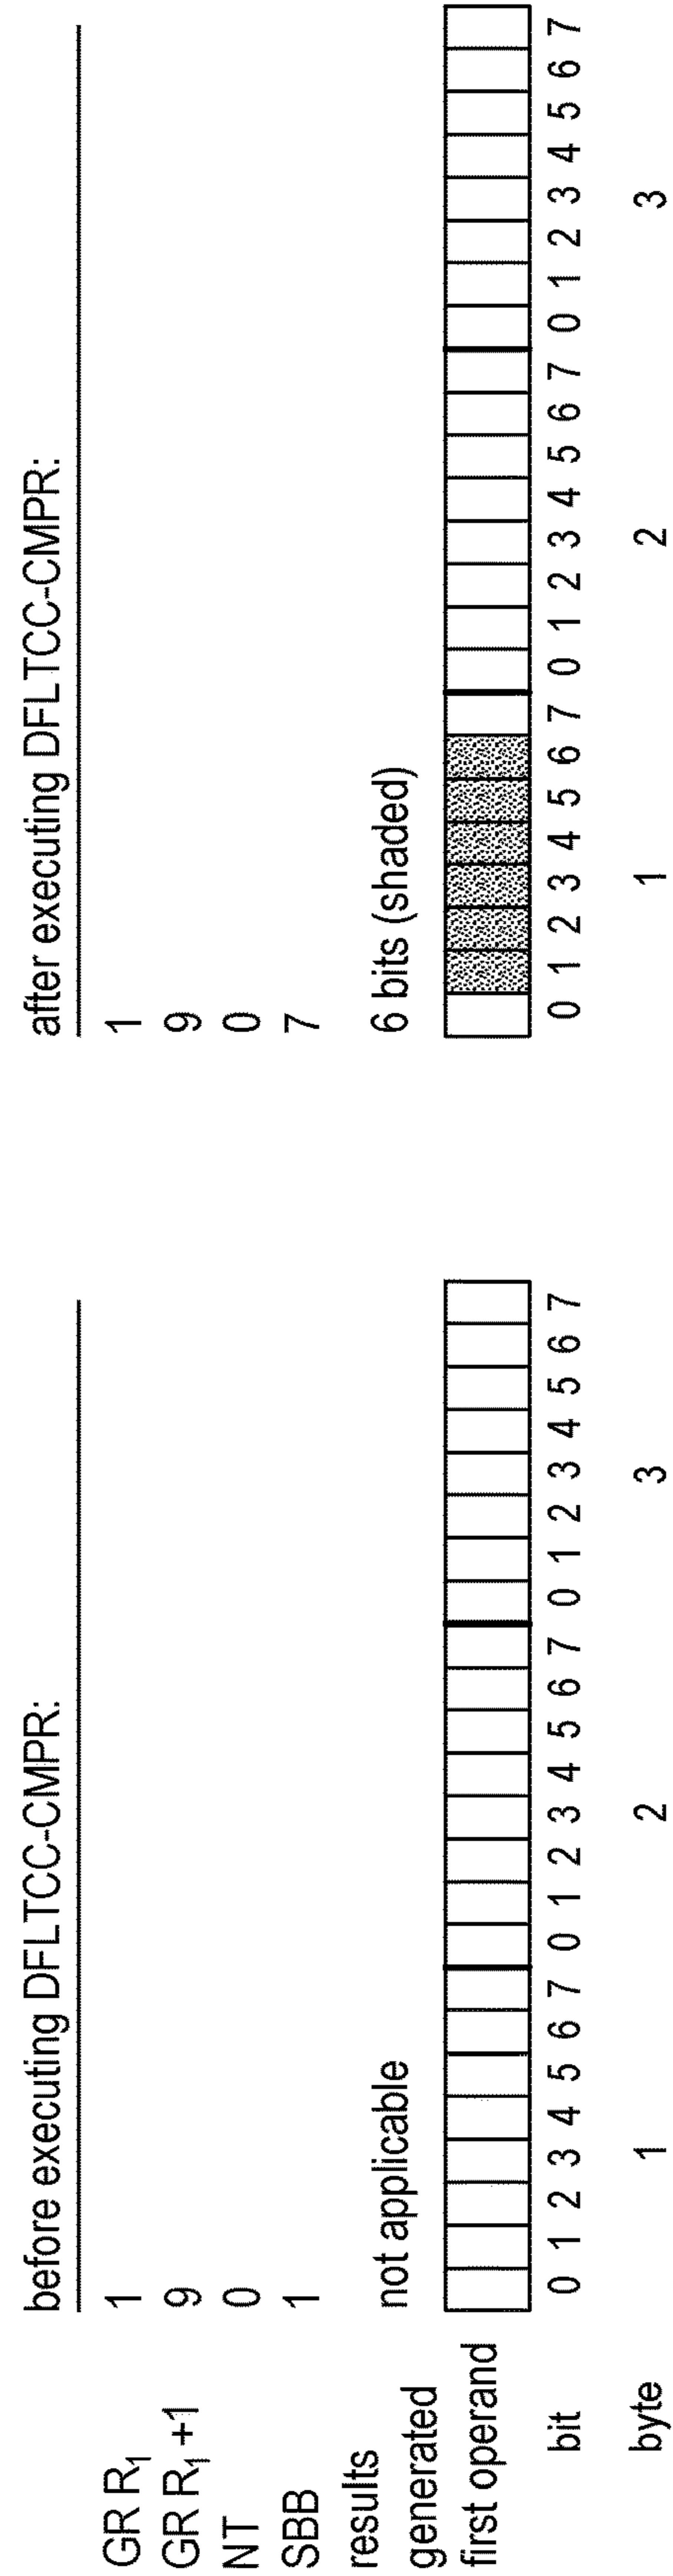 before executing DFLTCC-CMPR: after executing DFLTCC-CMPR:
GR R1 1 1
GR R1 +1 9 9
NT 0 0
SBB 1 7
results
generated not applicable 6 bits (shaded)
first operand
bit 0 1 2 3 4 5 6 7 0 1 2 3 4 5 6 7 0 1 2 3 4 5 6 7 0 1 2 3 4 5 6 7 0 1 2 3 4 5 6 7 0 1 2 3 4 5 6 7
byte 1 2 3 1 2 3